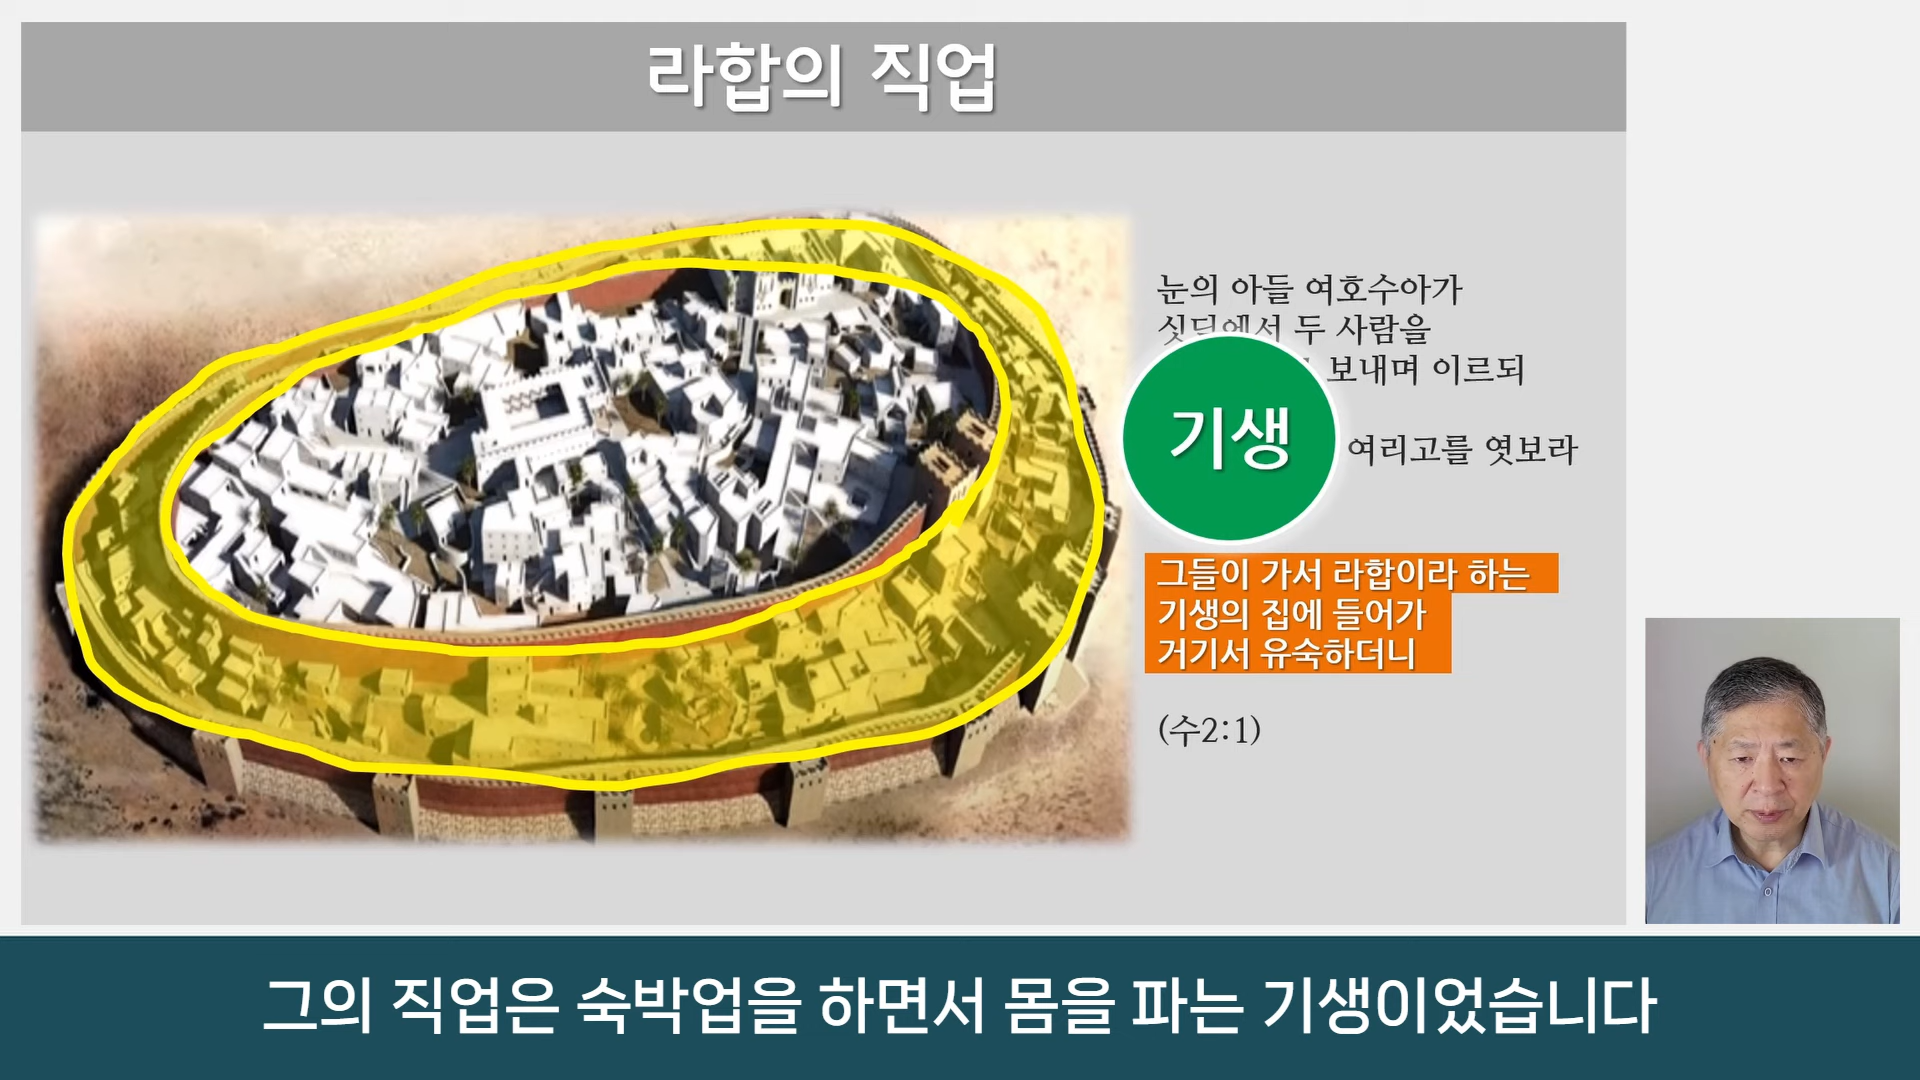 라합의 직업
눈의 아들 여호수아가
두 사람을
보내며 이르되
기생
여리고를 엿보라
그들이 가서 라합이라 하는
기생의 집에 들어가
거기서 유숙하더니
(수2:1)
그의 직업은 숙박업을 하면서 몸을 파는 기생이었습니다